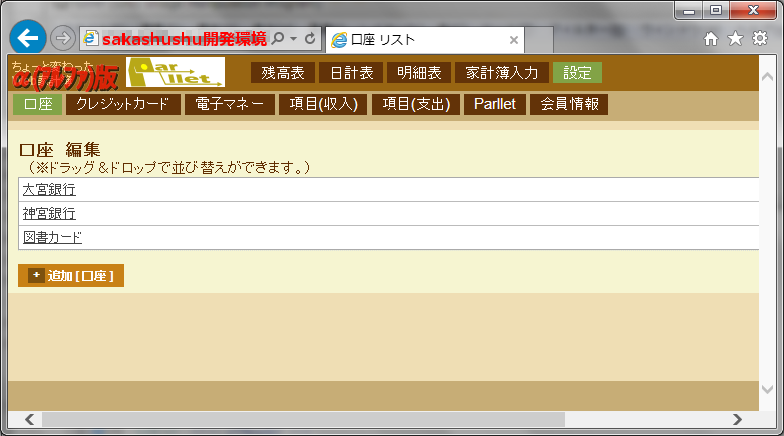 sakashushu開発環境
口座 リスト
ちょっと変わった
α(アルファ)版
Parllet
残高表 日計表 明細表 家計簿入力 設定
口座 クレジットカード 電子マネー 項目(収入) 項目(支出) Parllet 会員情報
口座 編集
(※ドラッグ&ドロップで並び替えができます。)
大宮銀行
神宮銀行
図書カード
+ 追加 [ 口座 ]